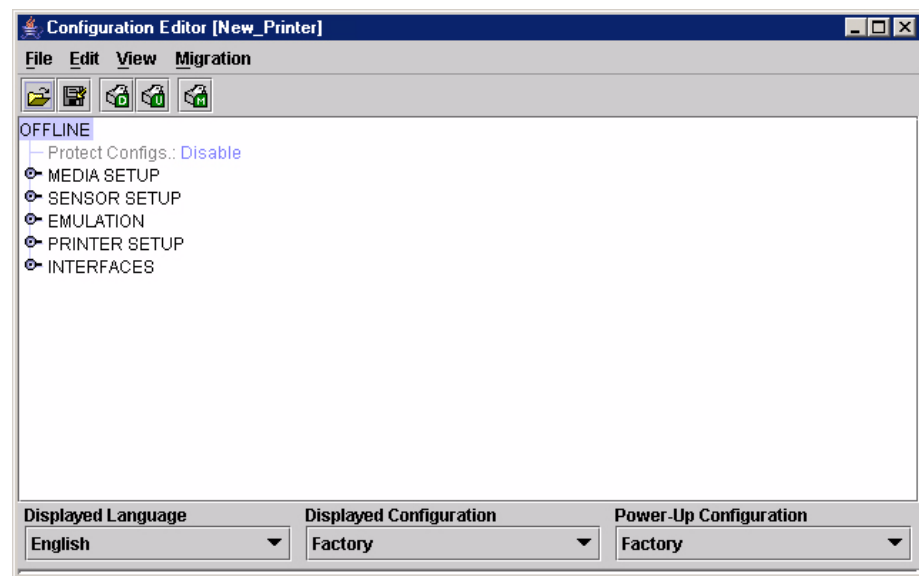 Configuration Editor [New_Printer]
File Edit View Migration
D U M
OFFLINE
Protect Configs.: Disable
MEDIA SETUP
SENSOR SETUP
EMULATION
PRINTER SETUP
INTERFACES
Displayed Language Displayed Configuration Power-Up Configuration
English Factory Factory